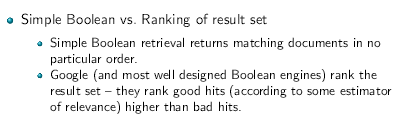 Simple Boolean vs. Ranking of result set
Simple Boolean retrieval returns matching documents in no
particular order.
Google (and most well designed Boolean engines) rank the
result set – they rank good hits (according to some estimator
of relevance) higher than bad hits.